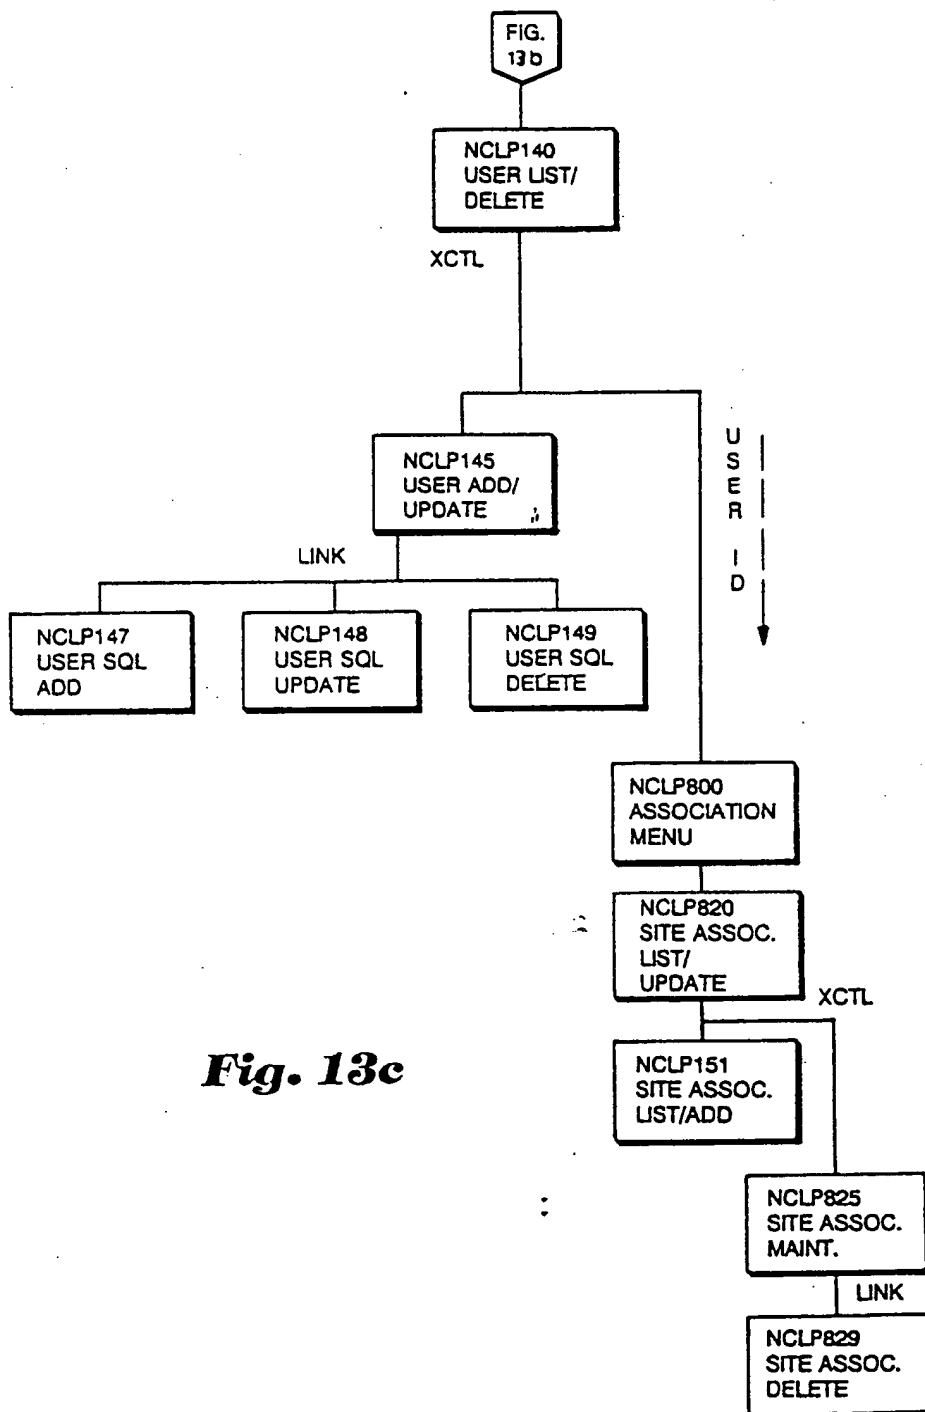 FIG.
13b
NCLP140
USER LIST/
DELETE
XCTL
NCLP145
USER ADD/
UPDATE
USER ID
LINK
NCLP147
USER SQL
ADD
NCLP148
USER SQL
UPDATE
NCLP149
USER SQL
DELETE
NCLP800
ASSOCIATION
MENU
NCLP820
SITE ASSOC.
LIST/
UPDATE
XCTL
NCLP151
SITE ASSOC.
LIST/ADD
Fig. 13c
NCLP825
SITE ASSOC.
MAINT.
LINK
NCLP829
SITE ASSOC.
DELETE